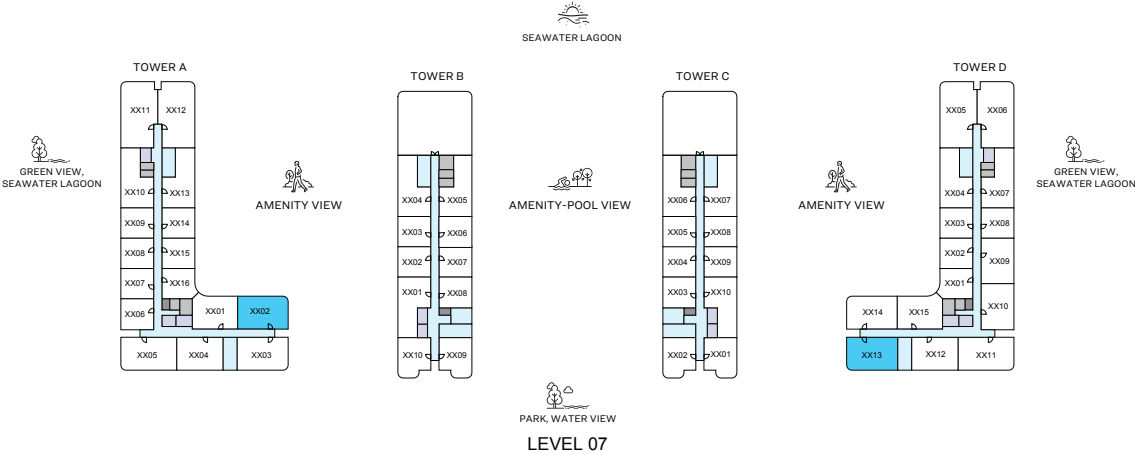 SEAWATER LAGOON
TOWER A
TOWER B
TOWER C
TOWER D
GREEN VIEW,
SEAWATER LAGOON
AMENITY VIEW
AMENITY-POOL VIEW
AMENITY VIEW
GREEN VIEW,
SEAWATER LAGOON
XX11 XX12
XX10 XX13
XX09 XX14
XX08 XX15
XX07 XX16
XX06 XX01 XX02
XX05 XX04 XX03
XX04 XX05
XX03 XX06
XX02 XX07
XX01 XX08
XX10 XX09
XX06 XX07
XX05 XX08
XX04 XX09
XX03 XX10
XX02 XX01
XX05 XX06
XX04 XX07
XX03 XX08
XX02 XX09
XX01
XX14 XX15 XX10
XX13 XX12 XX11
PARK, WATER VIEW
LEVEL 07